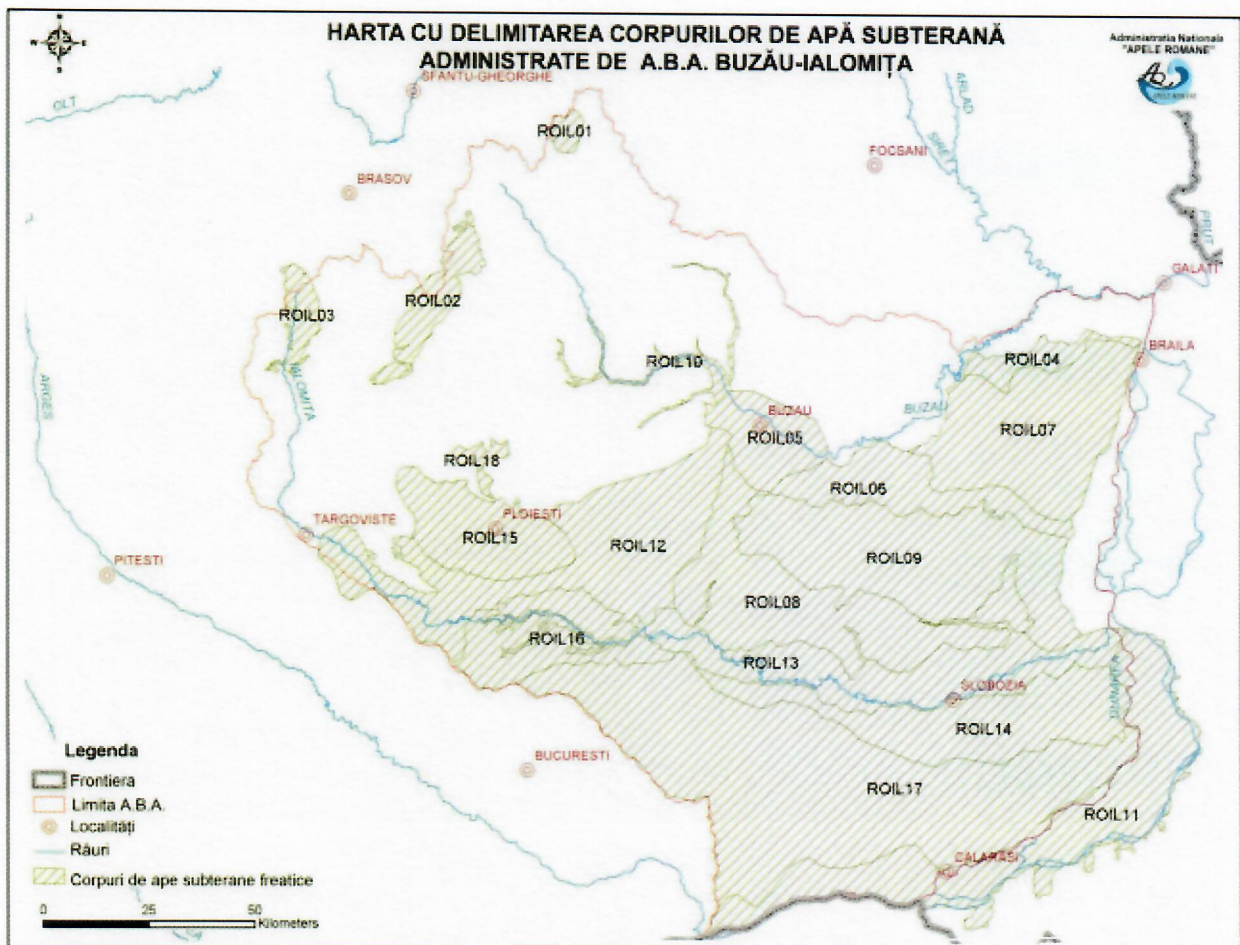 HARTA CU DELIMITAREA CORPURILOR DE APĂ SUBTERANĂ
ADMINISTRATE DE A.B.A. BUZĂU-IALOMIȚA
Administratia Nationala
"APELE ROMANE"
N
W
E
S
SFANTU-GHEORGHE
OLT
ROIL01
ARLAD
SIRET
FOCSANI
BRASOV
PRUT
GALATI
ROIL02
ROIL03
IALOMITA
ROIL10
ROIL04
BRAILA
ARGES
BUZAU
BUZAU
ROIL05
ROIL07
ROIL18
ROIL06
TARGOVISTE
PLOIESTI
ROIL15
ROIL12
ROIL09
PITESTI
ROIL08
ROIL16
ROIL13
SLOBOZIA
DUNAREA
ROIL14
BUCURESTI
ROIL17
ROIL11
CALARASI
Legenda
Frontiera
Limita A.B.A.
Localități
Râuri
Corpuri de ape subterane freatice
0 25 50
Kilometers